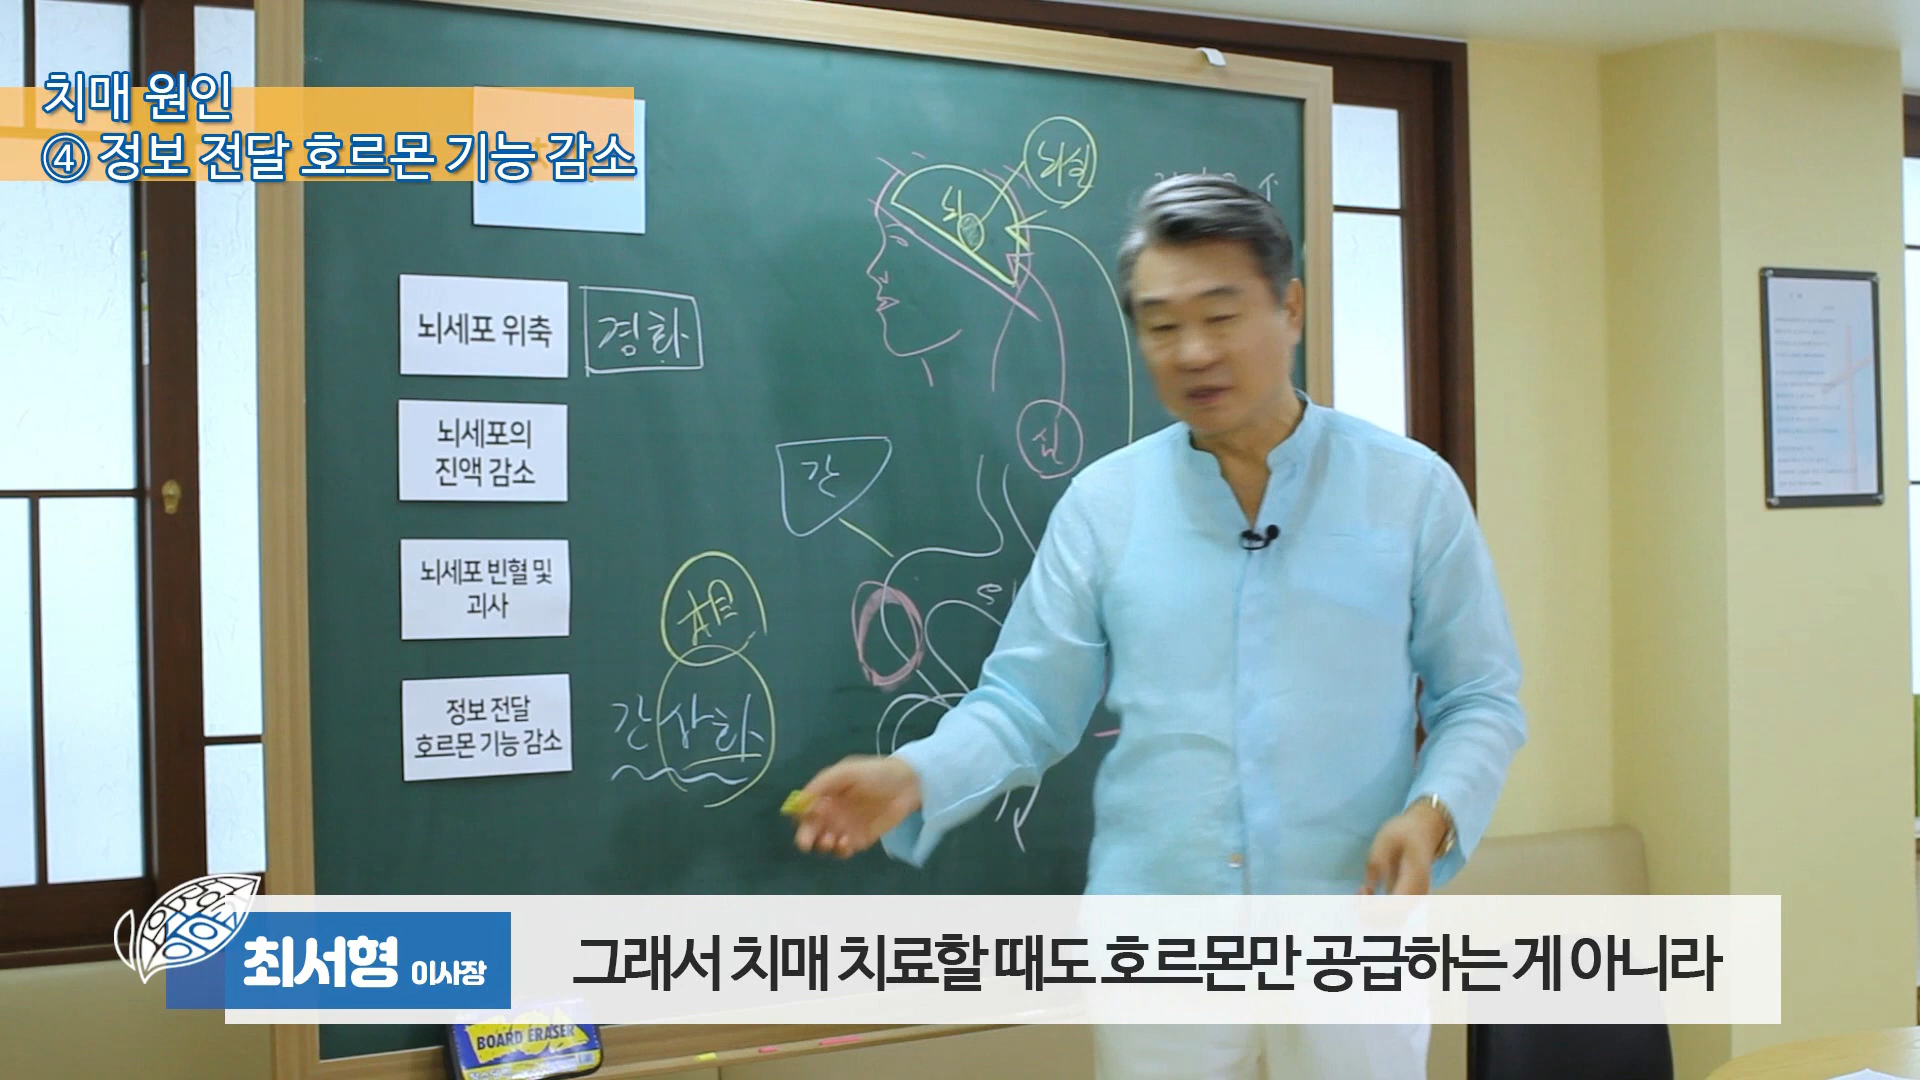 치매 원인
④ 정보 전달 호르몬 기능 감소
뇌세포 위축
경화
뇌세포의
진액 감소
뇌세포 빈혈 및
괴사
정보 전달
호르몬 기능 감소
相
간 상화
뇌
간
심
최서형 이사장
그래서 치매 치료할 때도 호르몬만 공급하는 게 아니라
BOARD ERASER